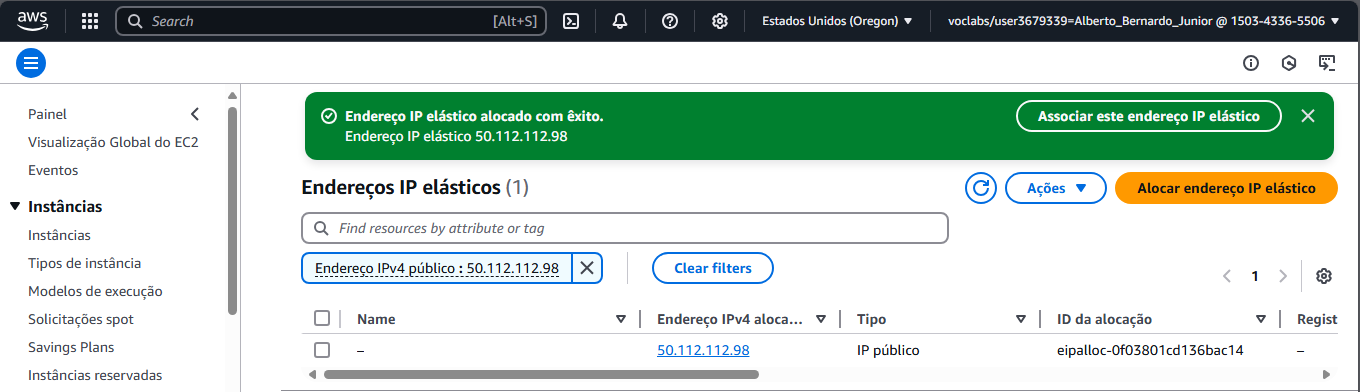 aws
Search [Alt+S]
Estados Unidos (Oregon)
voclabs/user3679339=Alberto_Bernardo_Junior @ 1503-4336-5506
Painel
Visualização Global do EC2
Eventos
Instâncias
Instâncias
Tipos de instância
Modelos de execução
Solicitações spot
Savings Plans
Instâncias reservadas
Endereço IP elástico alocado com êxito.
Endereço IP elástico 50.112.112.98
Associar este endereço IP elástico
Endereços IP elásticos (1)
Ações
Alocar endereço IP elástico
Find resources by attribute or tag
Endereço IPv4 público : 50.112.112.98
Clear filters
1
Name Endereço IPv4 aloca... Tipo ID da alocação Regist
– 50.112.112.98 IP público eipalloc-0f03801cd136bac14 –